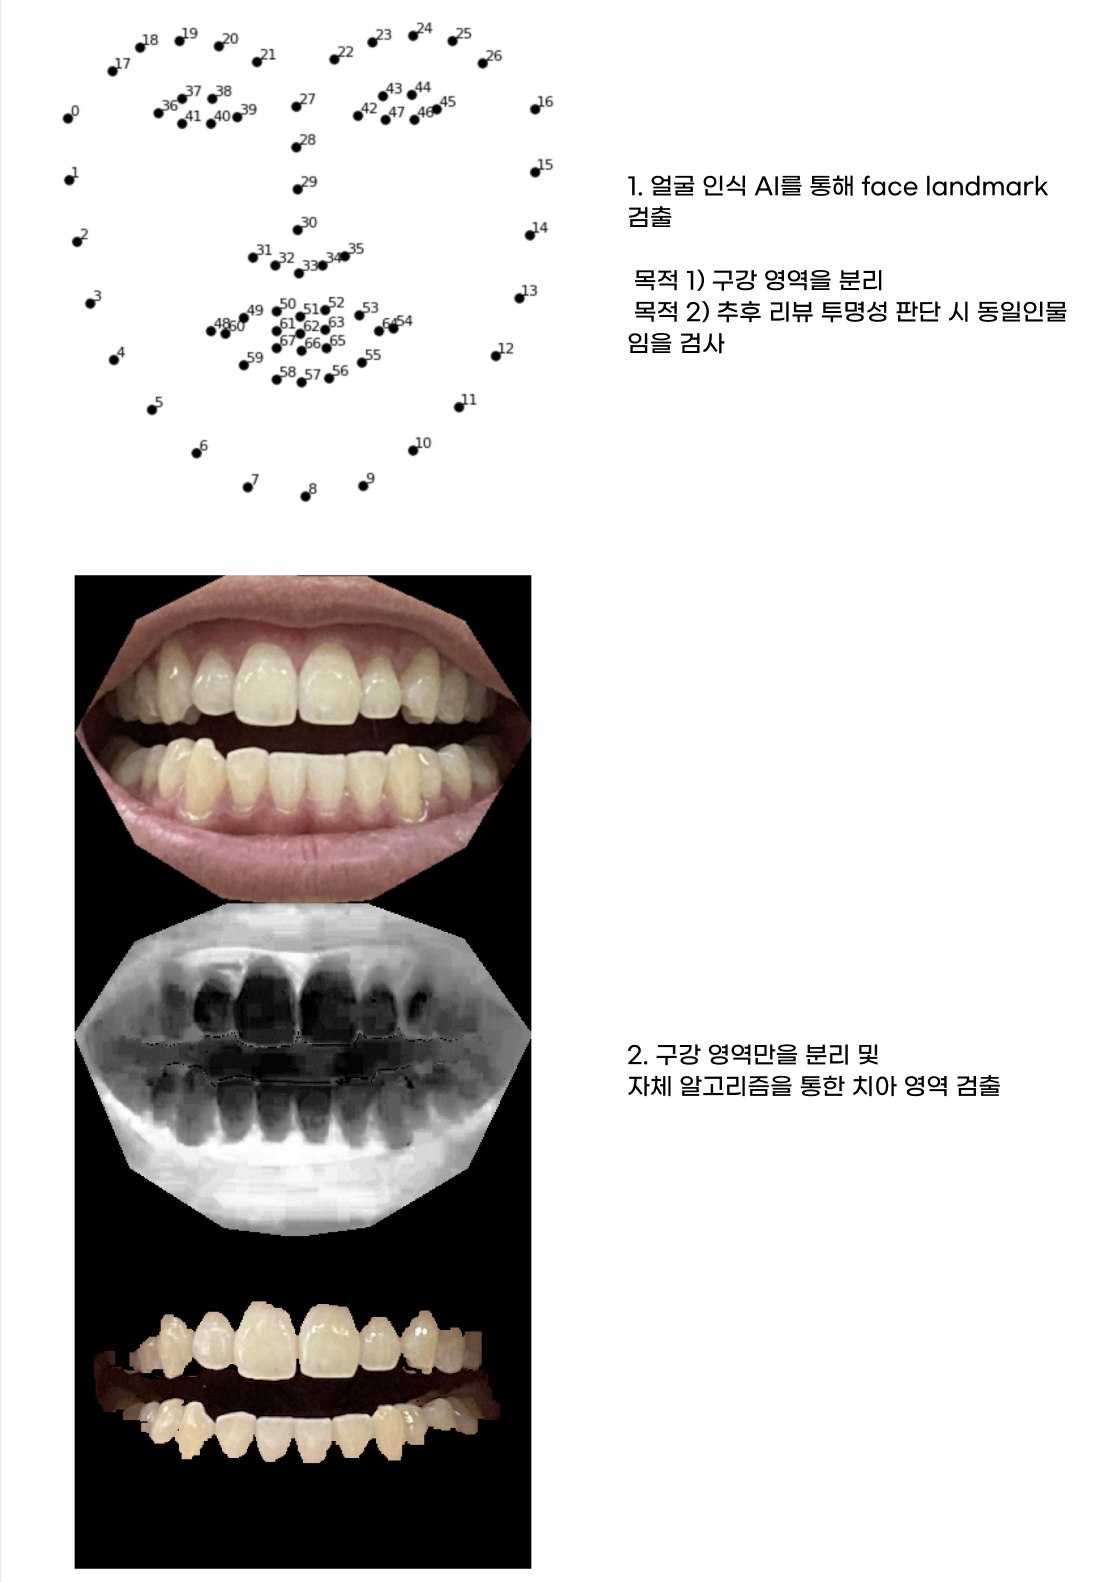 18 19 20 21 22 23 24 25 26
17
37 38 43 44
0 36 39 27 42 45 16
41 40 47 46
28
1 29 15
2 30 14
31 32 33 34 35
3 13
49 50 51 52 53
48 60 61 62 63 64 54
67 66 65
4 59 55 12
58 57 56
5 11
6 10
7 8 9
1. 얼굴 인식 AI를 통해 face landmark
검출
목적 1) 구강 영역을 분리
목적 2) 추후 리뷰 투명성 판단 시 동일인물
임을 검사
2. 구강 영역만을 분리 및
자체 알고리즘을 통한 치아 영역 검출